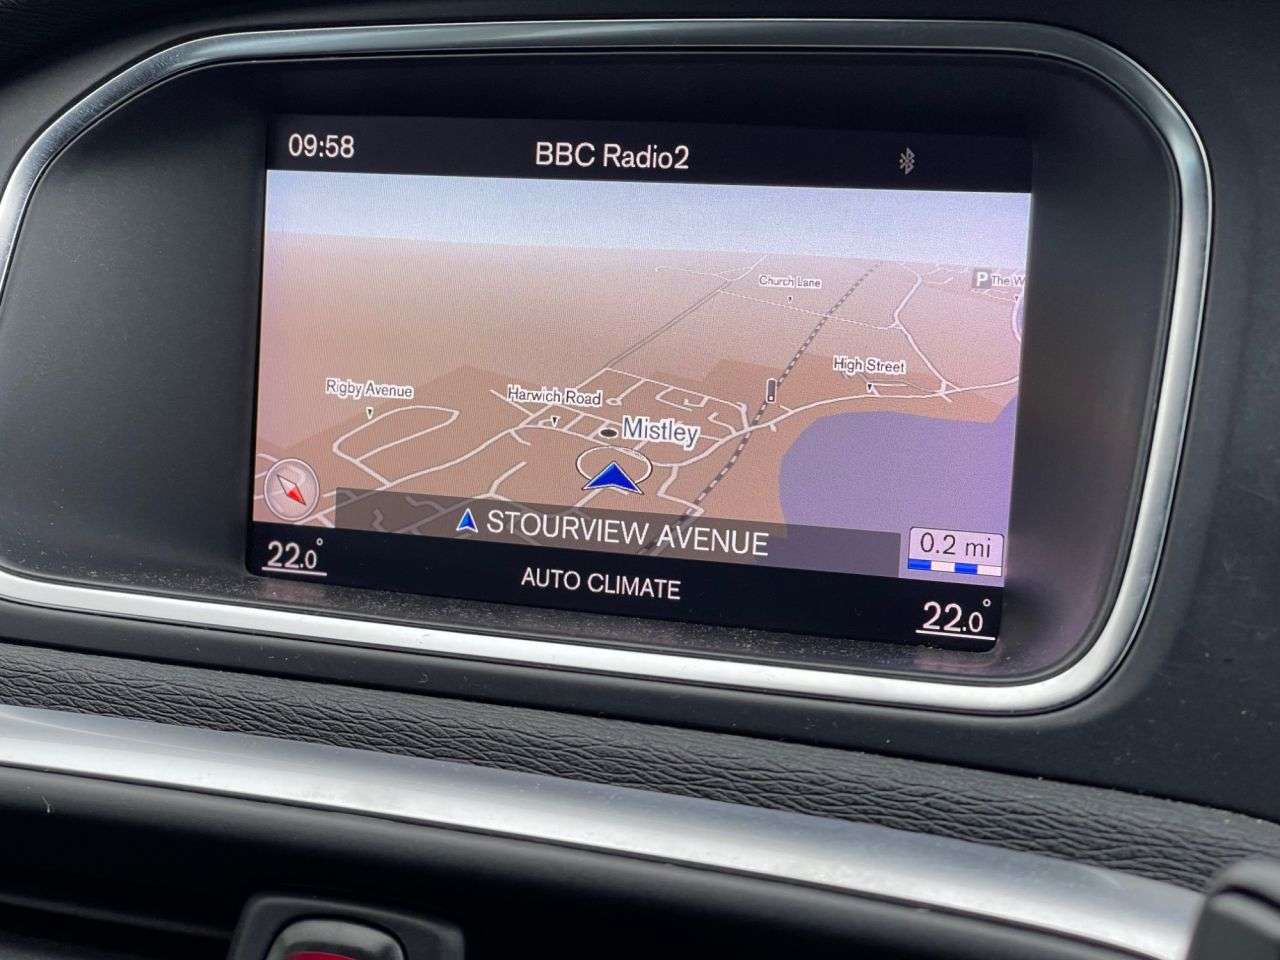 09:58
BBC Radio2
Church Lane
P
The W
High Street
Rigby Avenue
Harwich Road
Mistley
STOURVIEW AVENUE
0.2 mi
22.0°
AUTO CLIMATE
22.0°